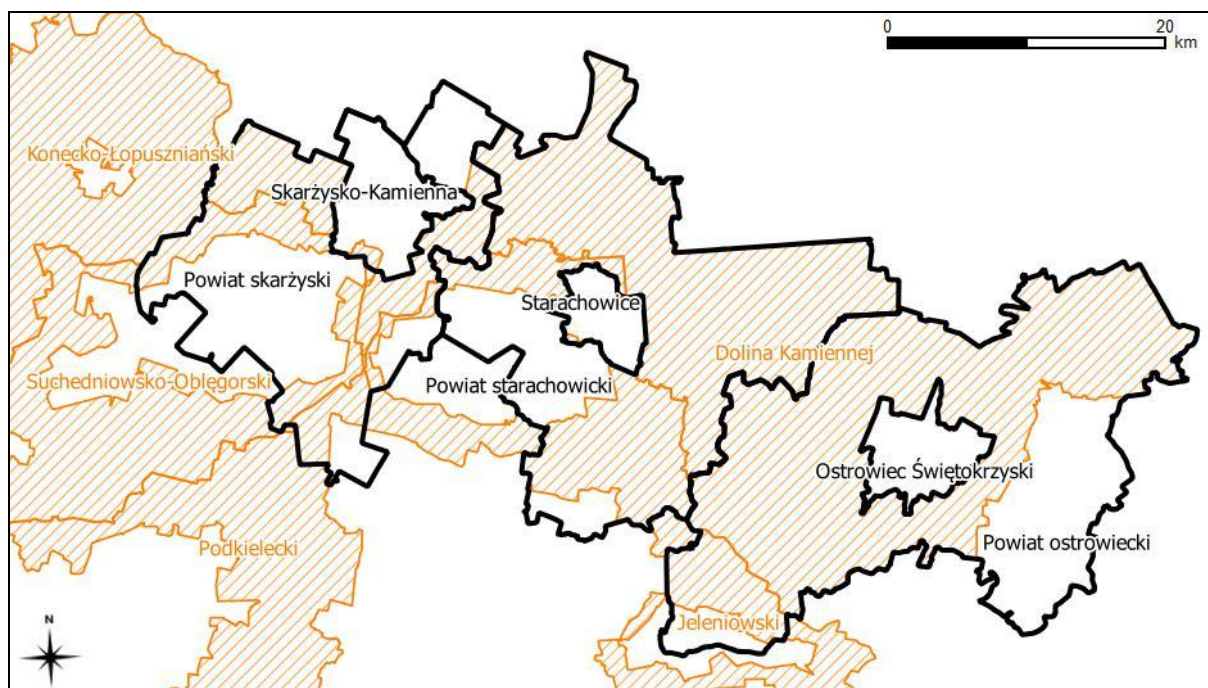 0 20
km
Konecko-Łopuszniański
Skarżysko-Kamienna
Powiat skarżyski
Starachowice
Dolina Kamiennej
Suchedniowsko-Oblęgorski
Powiat starachowicki
Ostrowiec Świętokrzyski
Podkielecki
Powiat ostrowiecki
Jeleniowski
N